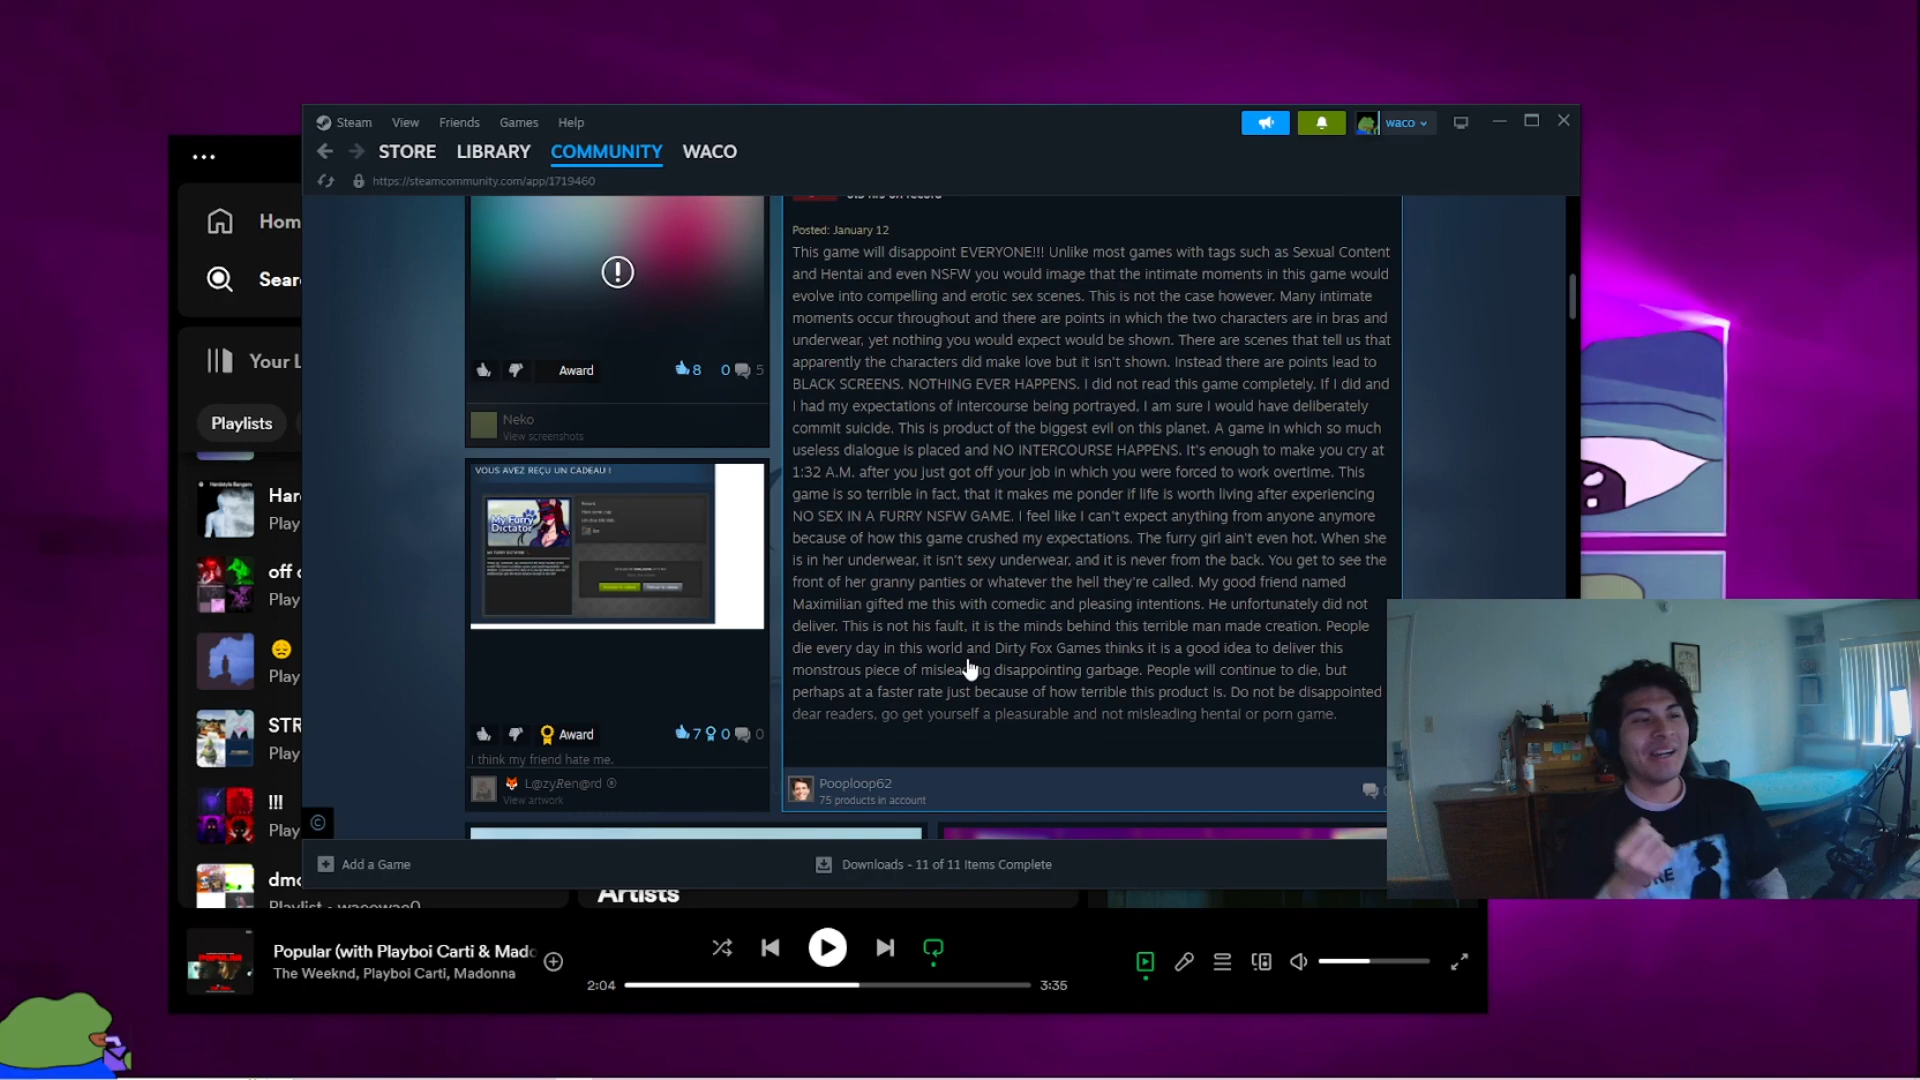 Steam View Friends Games Help
waco
STORE LIBRARY COMMUNITY WACO
https://steamcommunity.com/app/1719460
Hom
Sear
Your L
Playlists
Har
Play
off c
Play
Play
STR
Play
!!!
Play
dmc
Playlist - wacowac0
Award
8 0 5
Neko
View screenshots
VOUS AVEZ REÇU UN CADEAU !
My Furry Dictator
Award
7 0 0
I think my friend hate me.
L@zyRen@rd ®
View artwork
hrs on record
Posted: January 12
This game will disappoint EVERYONE!!! Unlike most games with tags such as Sexual Content
and Hentai and even NSFW you would image that the intimate moments in this game would
evolve into compelling and erotic sex scenes. This is not the case however. Many intimate
moments occur throughout and there are points in which the two characters are in bras and
underwear, yet nothing you would expect would be shown. There are scenes that tell us that
apparently the characters did make love but it isn't shown. Instead there are points lead to
BLACK SCREENS. NOTHING EVER HAPPENS. I did not read this game completely. If I did and
I had my expectations of intercourse being portrayed, I am sure I would have deliberately
commit suicide. This is product of the biggest evil on this planet. A game in which so much
useless dialogue is placed and NO INTERCOURSE HAPPENS. It's enough to make you cry at
1:32 A.M. after you just got off your job in which you were forced to work overtime. This
game is so terrible in fact, that it makes me ponder if life is worth living after experiencing
NO SEX IN A FURRY NSFW GAME. I feel like I can't expect anything from anyone anymore
because of how this game crushed my expectations. The furry girl ain't even hot. When she
is in her underwear, it isn't sexy underwear, and it is never from the back. You get to see the
front of her granny panties or whatever the hell they're called. My good friend named
Maximilian gifted me this with comedic and pleasing intentions. He unfortunately did not
deliver. This is not his fault, it is the minds behind this terrible man made creation. People
die every day in this world and Dirty Fox Games thinks it is a good idea to deliver this
monstrous piece of misleading disappointing garbage. People will continue to die, but
perhaps at a faster rate just because of how terrible this product is. Do not be disappointed
dear readers, go get yourself a pleasurable and not misleading hentai or porn game.
Pooploop62
75 products in account
Add a Game
Downloads - 11 of 11 Items Complete
Artists
Popular (with Playboi Carti & Mado
The Weeknd, Playboi Carti, Madonna
2:04
3:35